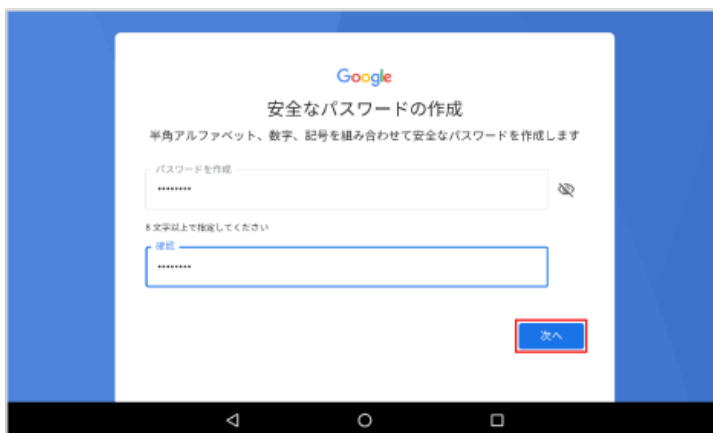 Google
安全なパスワードの作成
半角アルファベット、数字、記号を組み合わせて安全なパスワードを作成します
パスワードを作成
••••••••
8 文字以上で指定してください
確認
••••••••
次へ